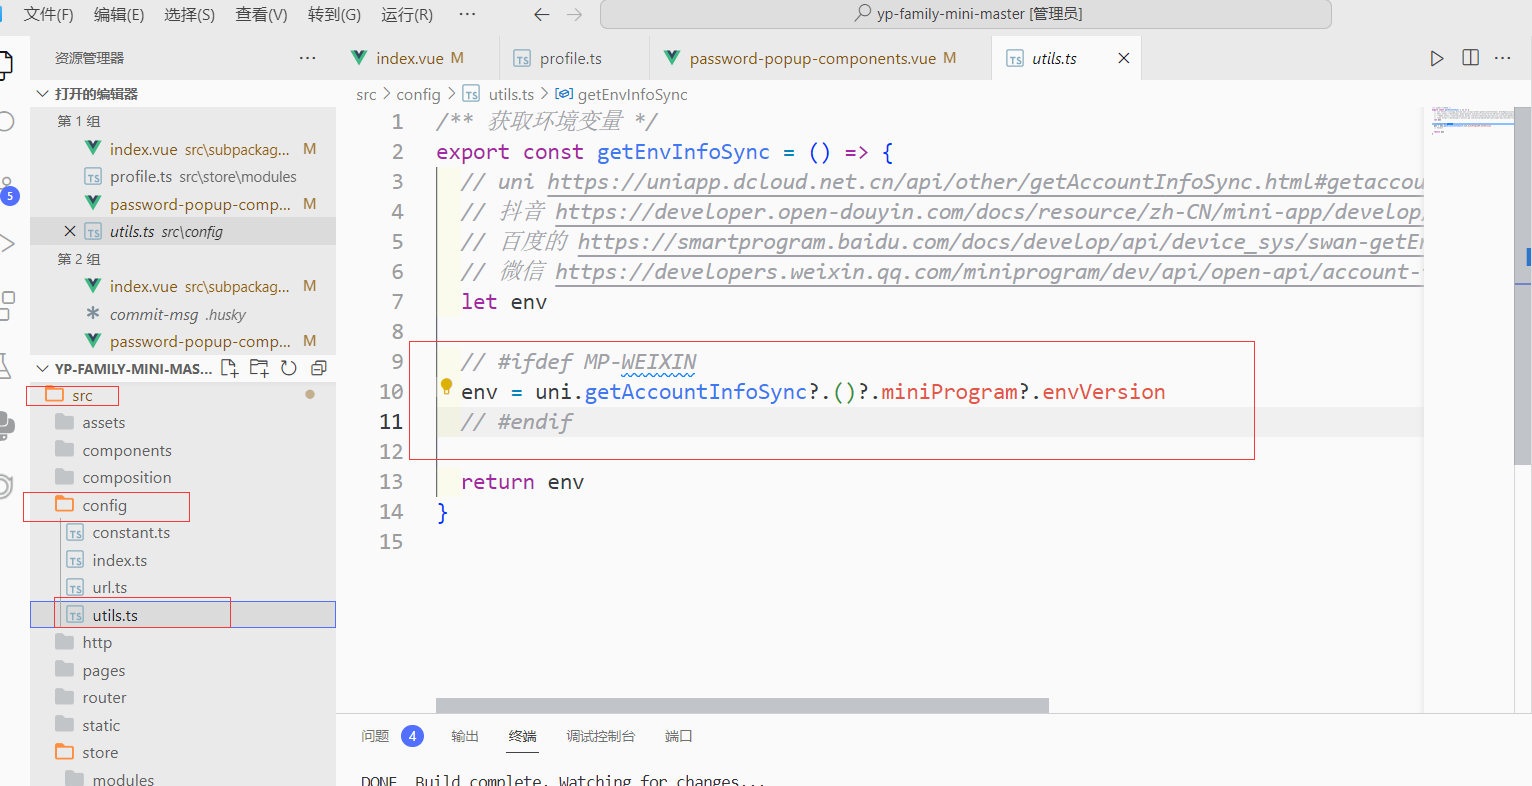 文件(F) 编辑(E) 选择(S) 查看(V) 转到(G) 运行(R) ··· yp-family-mini-master [管理员]
资源管理器 ···
打开的编辑器
第 1 组
index.vue src\subpackag... M
profile.ts src\store\modules
password-popup-comp... M
utils.ts src\config
第 2 组
index.vue src\subpackag... M
commit-msg .husky
password-popup-comp... M
YP-FAMILY-MINI-MAS...
src
assets
components
composition
config
constant.ts
index.ts
url.ts
utils.ts
http
pages
router
static
store
modules
5
index.vue M profile.ts password-popup-components.vue M utils.ts
src > config > utils.ts > getEnvInfoSync
1 /** 获取环境变量 */
2 export const getEnvInfoSync = () => {
3 // uni https://uniapp.dcloud.net.cn/api/other/getAccountInfoSync.html#getaccou
4 // 抖音 https://developer.open-douyin.com/docs/resource/zh-CN/mini-app/develop/
5 // 百度的 https://smartprogram.baidu.com/docs/develop/api/device_sys/swan-getEn
6 // 微信 https://developers.weixin.qq.com/miniprogram/dev/api/open-api/account-
7 let env
8
9 // #ifdef MP-WEIXIN
10 env = uni.getAccountInfoSync?.()?.miniProgram?.envVersion
11 // #endif
12
13 return env
14 }
15
问题 4 输出 终端 调试控制台 端口
DONE Build complete. Watching for changes...